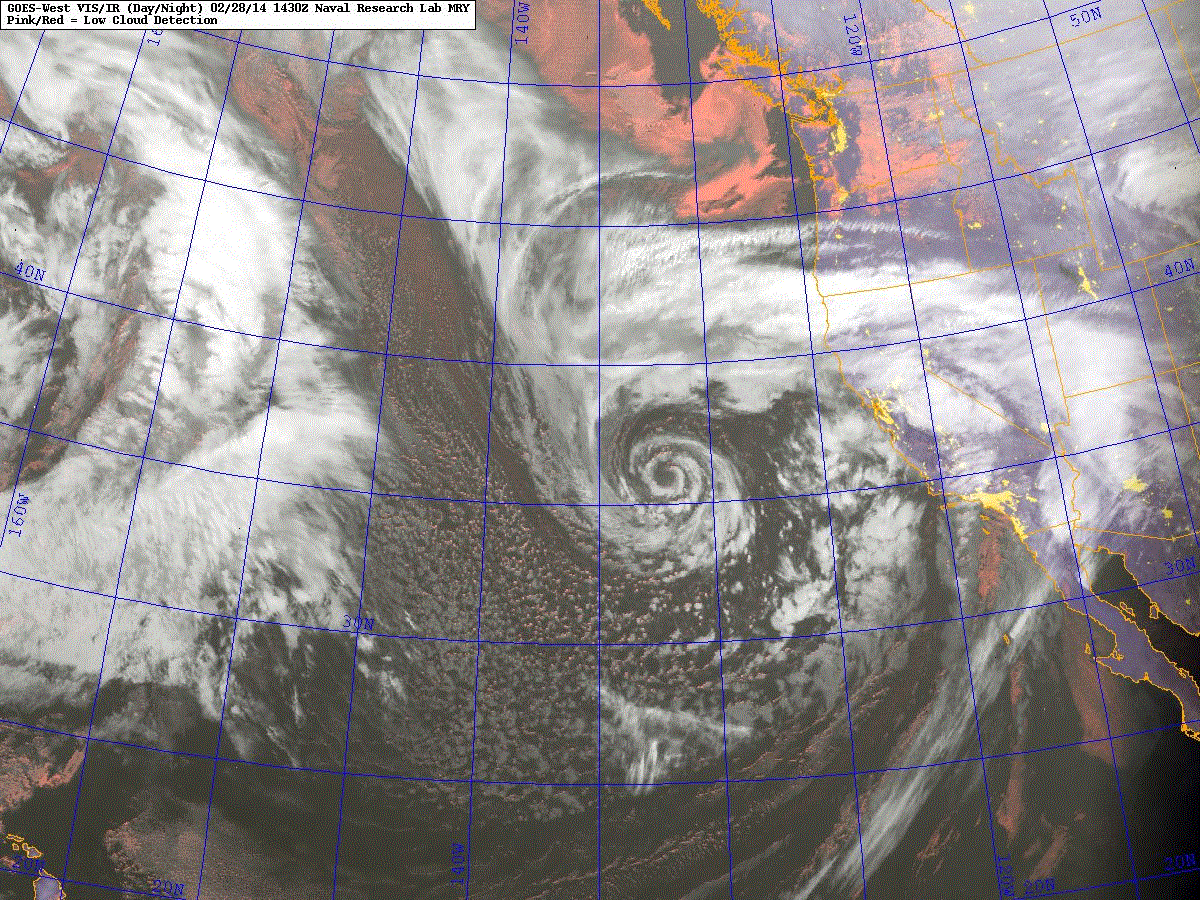 GOES-West VIS/IR (Day/Night) 02/28/14 1430Z Naval Research Lab MRY
Pink/Red = Low Cloud Detection
140W
120W
50N
40N
40N
160W
30N
30N
140W
120W
20N
20N
20N